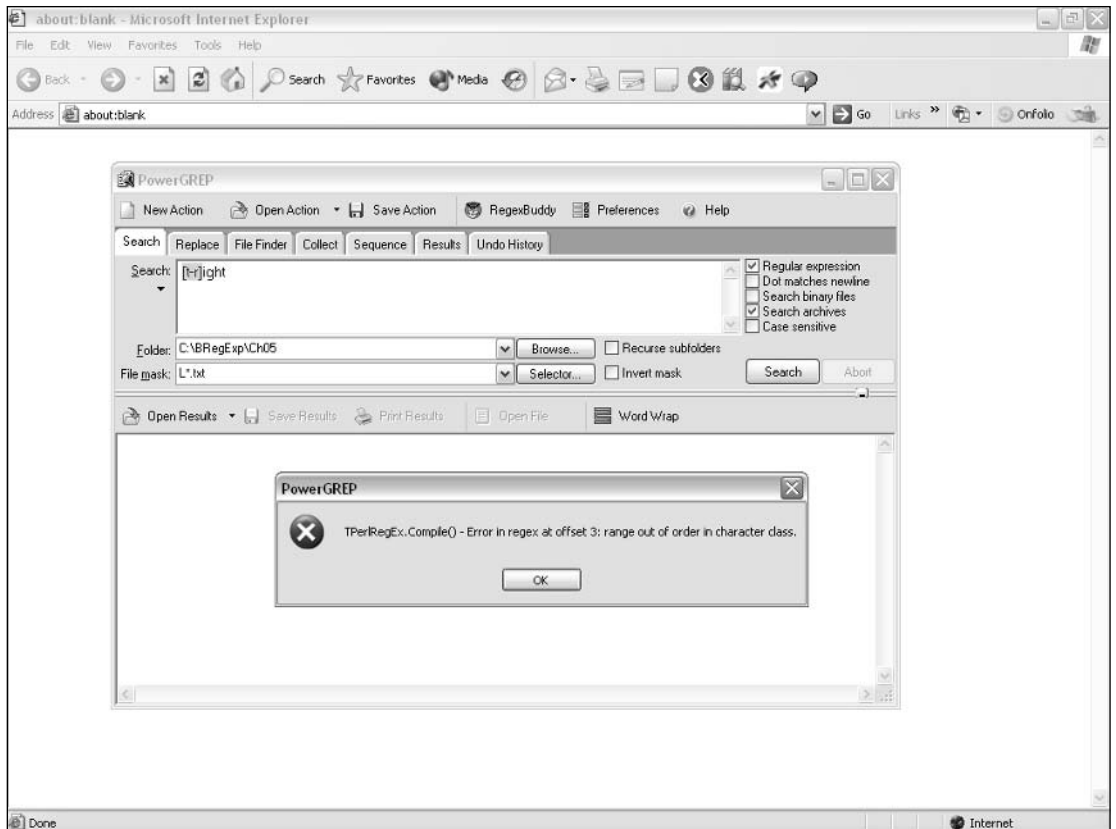 about:blank - Microsoft Internet Explorer
File Edit View Favorites Tools Help
Back Search Favorites Media
Address about:blank Go Links » Onfolio
PowerGREP
New Action Open Action Save Action RegexBuddy Preferences Help
Search Replace File Finder Collect Sequence Results Undo History
Search: [t-r]ight
Regular expression
Dot matches newline
Search binary files
Search archives
Case sensitive
Folder: C:\BRegExp\Ch05 Browse... Recurse subfolders
File mask: L*.txt Selector... Invert mask Search Abort
Open Results Save Results Print Results Open File Word Wrap
PowerGREP
TPerlRegEx.Compile() - Error in regex at offset 3: range out of order in character class.
OK
Done Internet